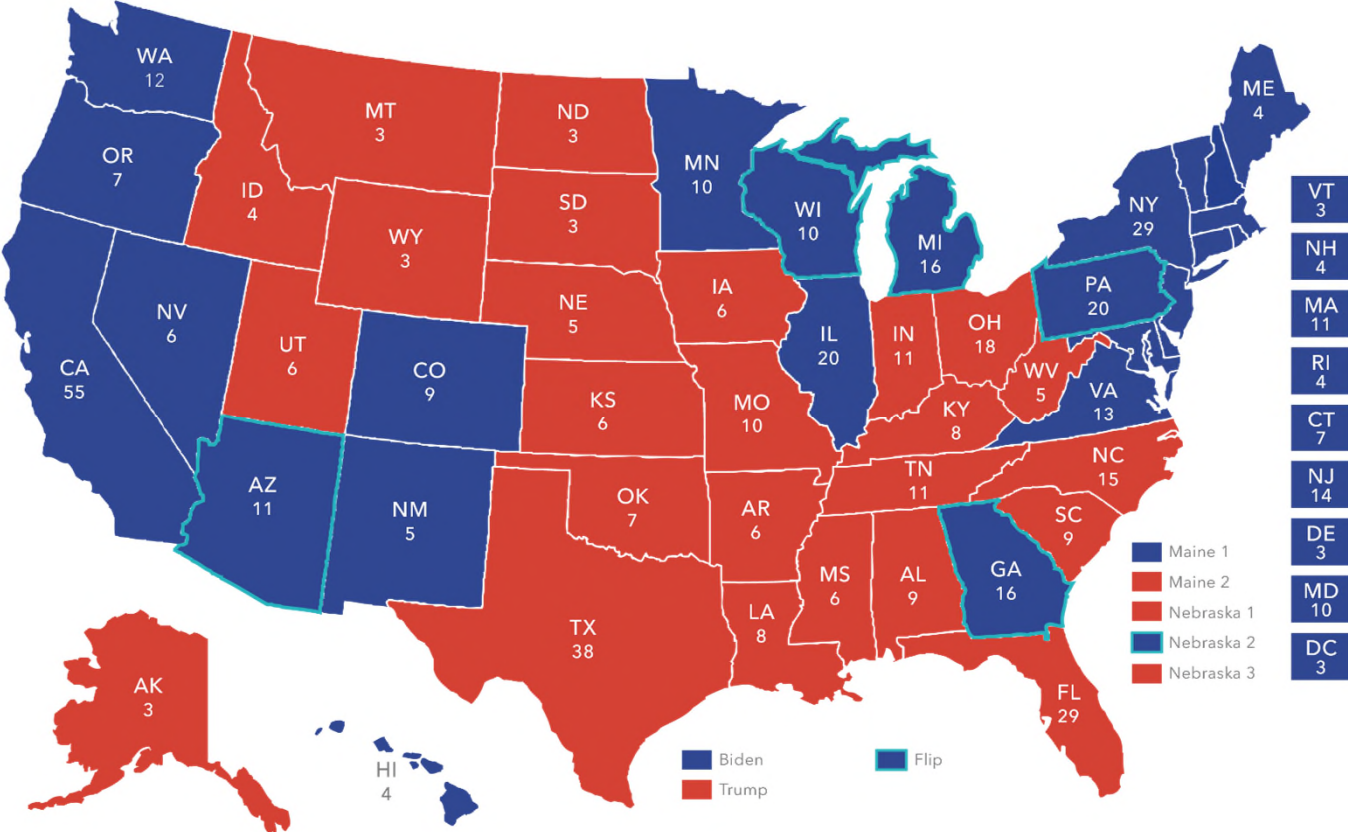 WA
12
OR
7
CA
55
NV
6
ID
4
MT
3
WY
3
UT
6
AZ
11
CO
9
NM
5
ND
3
SD
3
NE
5
KS
6
OK
7
TX
38
MN
10
IA
6
MO
10
AR
6
LA
8
WI
10
IL
20
MI
16
IN
11
OH
18
KY
8
TN
11
MS
6
AL
9
GA
16
FL
29
SC
9
NC
15
VA
13
WV
5
PA
20
NY
29
ME
4
VT
3
NH
4
MA
11
RI
4
CT
7
NJ
14
DE
3
MD
10
DC
3
AK
3
HI
4
Maine 1
Maine 2
Nebraska 1
Nebraska 2
Nebraska 3
Biden
Trump
Flip